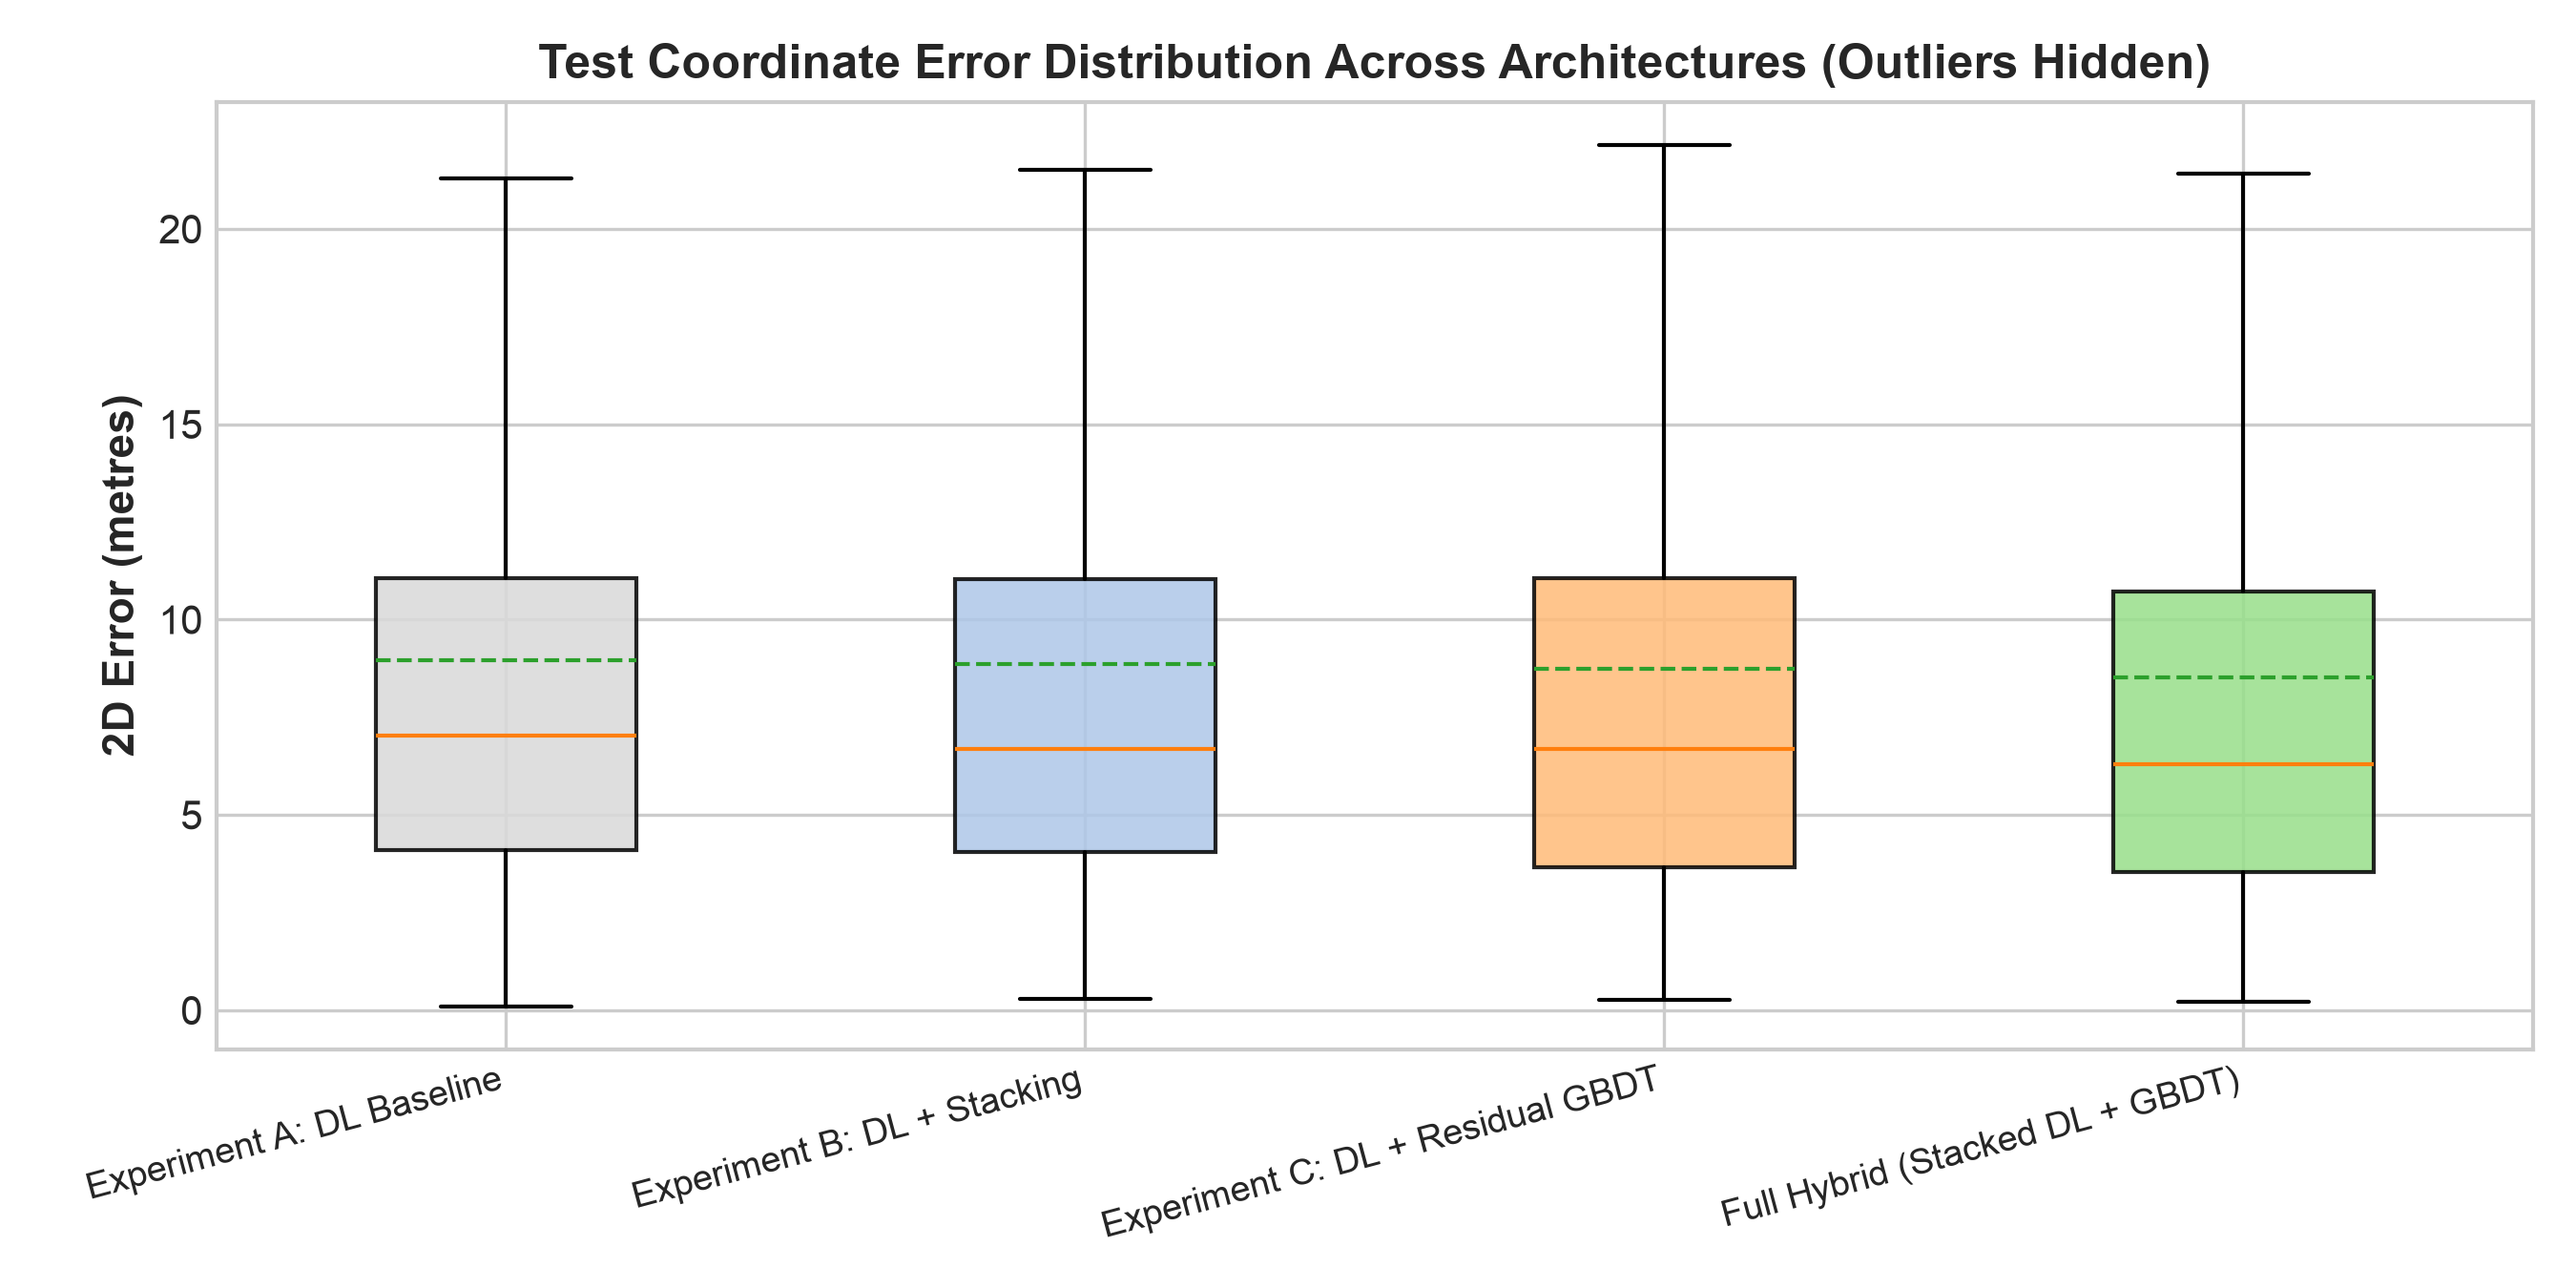 Test Coordinate Error Distribution Across Architectures (Outliers Hidden)
2D Error (metres)
20
15
10
5
0
Experiment A: DL Baseline
Experiment B: DL + Stacking
Experiment C: DL + Residual GBDT
Full Hybrid (Stacked DL + GBDT)